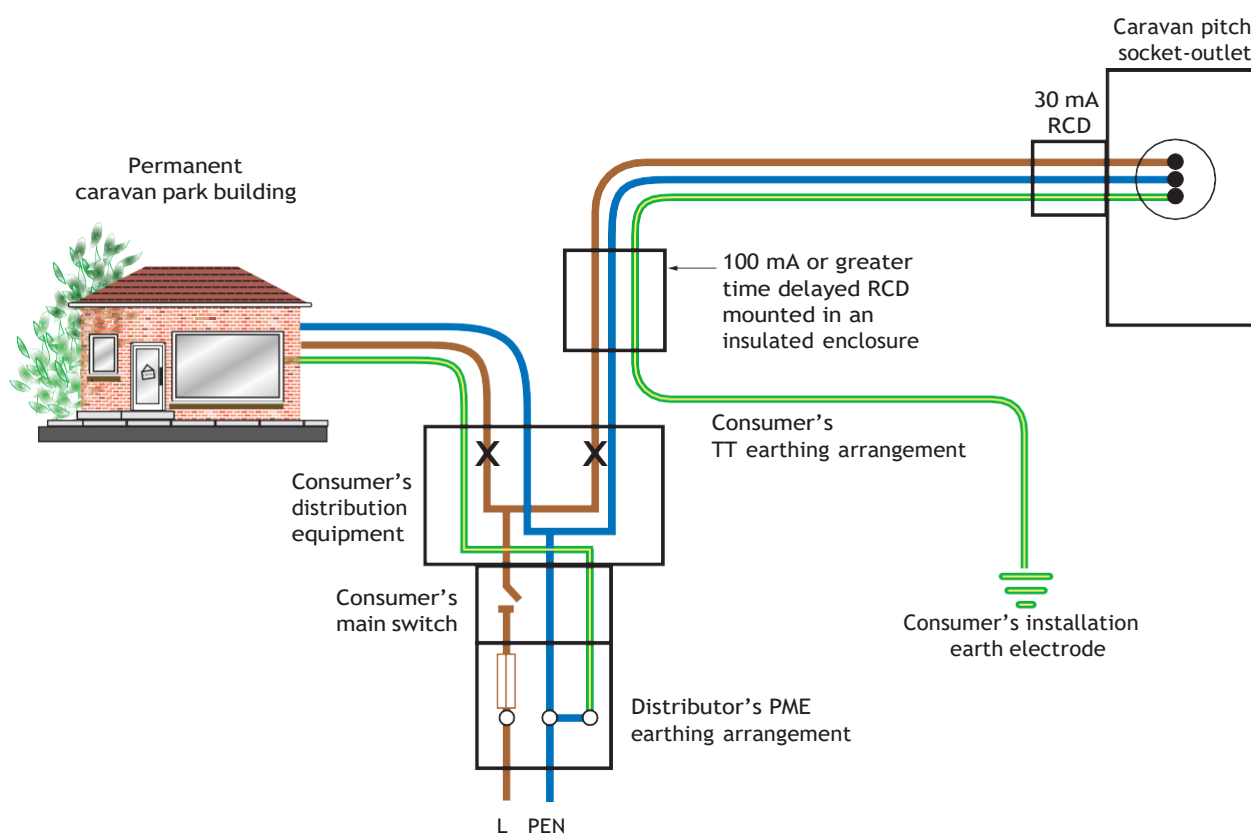 Caravan pitch
socket-outlet
30 mA
RCD
Permanent
caravan park building
100 mA or greater
time delayed RCD
mounted in an
insulated enclosure
Consumer's
TT earthing arrangement
Consumer's
distribution
equipment
Consumer's
main switch
Consumer's installation
earth electrode
Distributor's PME
earthing arrangement
L PEN